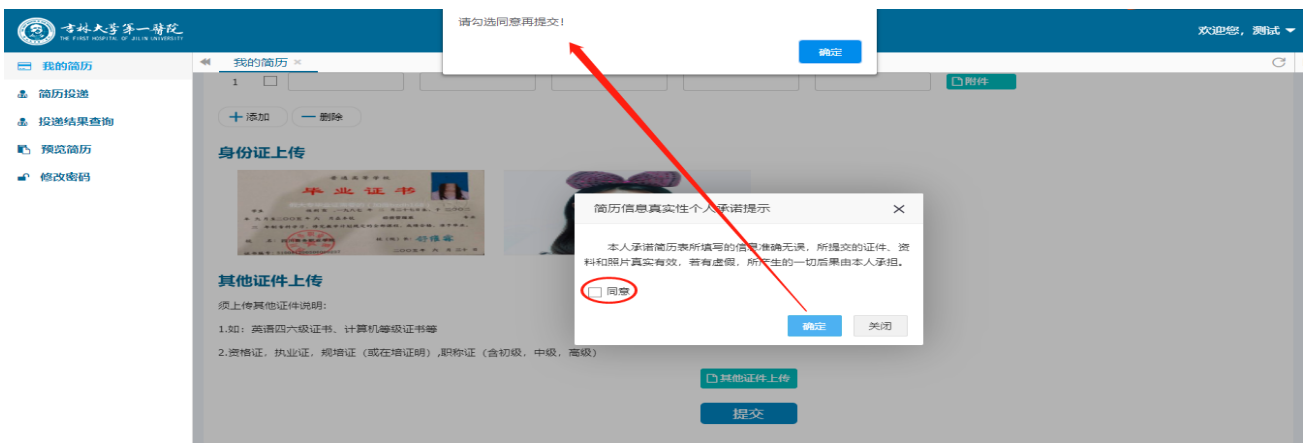 吉林大学第一醫院
THE FIRST HOSPITAL OF JILIN UNIVERSITY
请勾选同意再提交!
确定
欢迎您，测试
我的简历
简历投递
投递结果查询
预览简历
修改密码
我的简历 ×
1
附件
添加
删除
身份证上传
普通高等学校
毕业证书
简历信息真实性个人承诺提示
本人承诺简历表所填写的信息准确无误，所提交的证件、资
料和照片真实有效，若有虚假，所产生的一切后果由本人承担。
同意
确定
关闭
其他证件上传
须上传其他证件说明:
1.如：英语四六级证书、计算机等级证书等
2.资格证，执业证，规培证（或在培证明）,职称证（含初级，中级，高级）
其他证件上传
提交